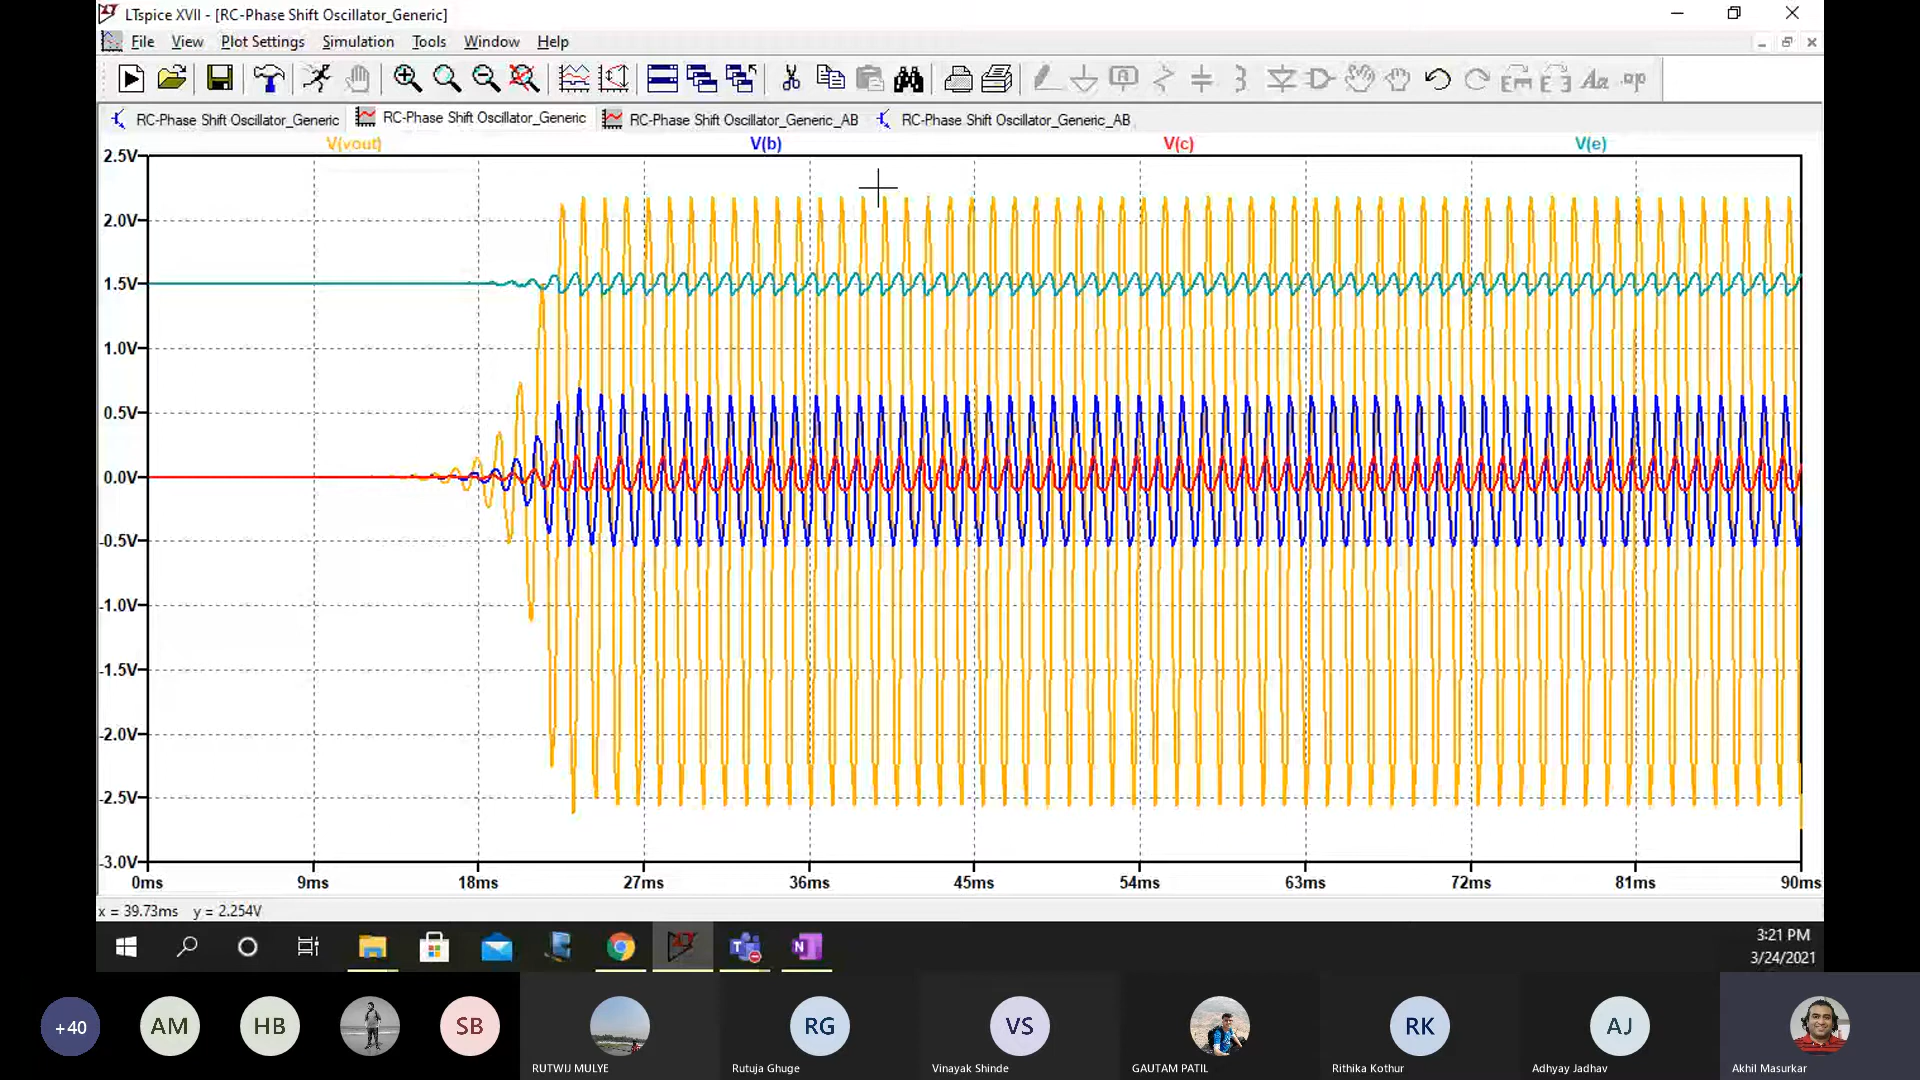 LTspice XVII - [RC-Phase Shift Oscillator_Generic]
File View Plot Settings Simulation Tools Window Help
RC-Phase Shift Oscillator_Generic RC-Phase Shift Oscillator_Generic RC-Phase Shift Oscillator_Generic_AB RC-Phase Shift Oscillator_Generic_AB
V(vout) V(b) V(c) V(e)
2.5V
2.0V
1.5V
1.0V
0.5V
0.0V
-0.5V
-1.0V
-1.5V
-2.0V
-2.5V
-3.0V
0ms 9ms 18ms 27ms 36ms 45ms 54ms 63ms 72ms 81ms 90ms
x = 39.73ms y = 2.254V
3:21 PM
3/24/2021
+40 AM HB SB RG VS RK AJ
RUTWIJ MULYE Rutuja Ghuge Vinayak Shinde GAUTAM PATIL Rithika Kothur Adhyay Jadhav Akhil Masurkar